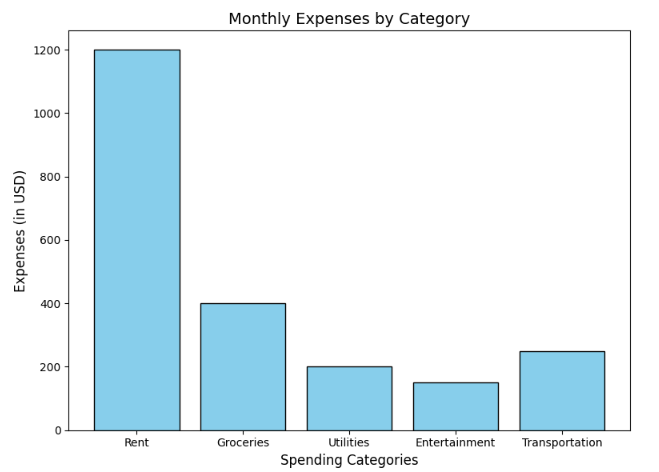 Monthly Expenses by Category
Expenses (in USD)
1200
1000
800
600
400
200
0
Rent Groceries Utilities Entertainment Transportation
Spending Categories